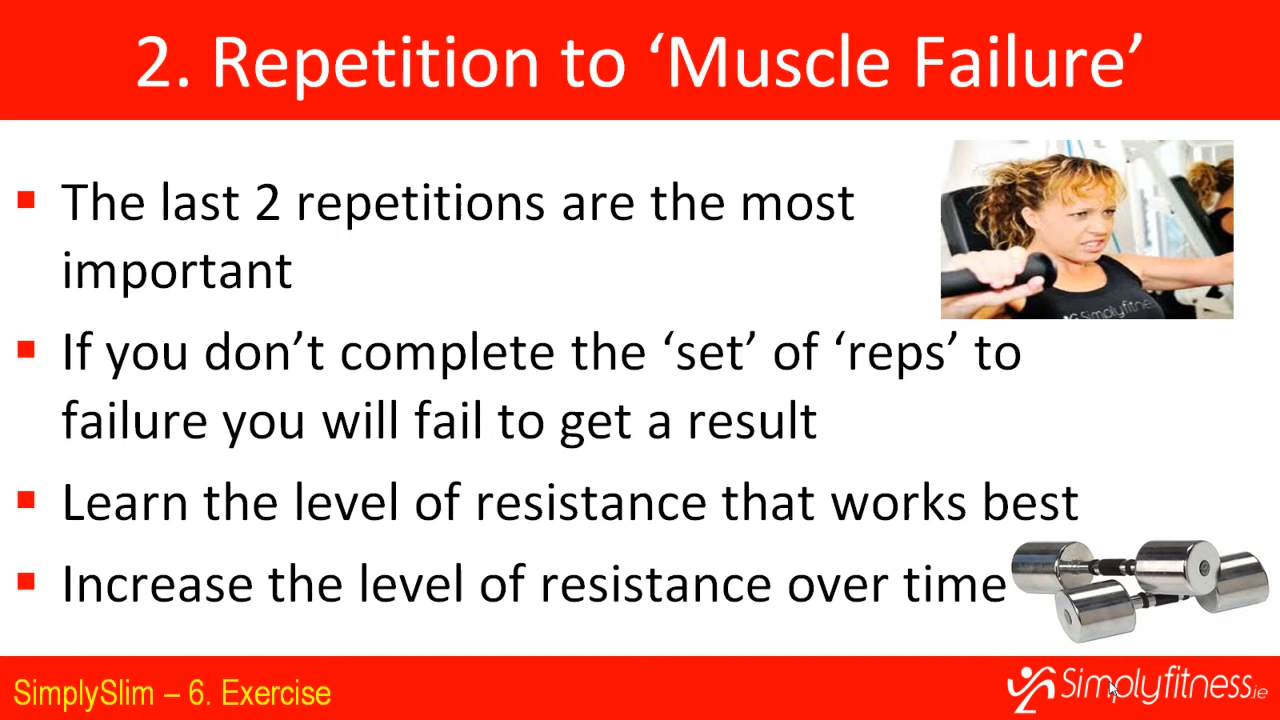 2. Repetition to ‘Muscle Failure’
The last 2 repetitions are the most
important
If you don’t complete the ‘set’ of ‘reps’ to
failure you will fail to get a result
Learn the level of resistance that works best
Increase the level of resistance over time
Simplyfitne
SimplySlim – 6. Exercise
Simplyfitness.ie